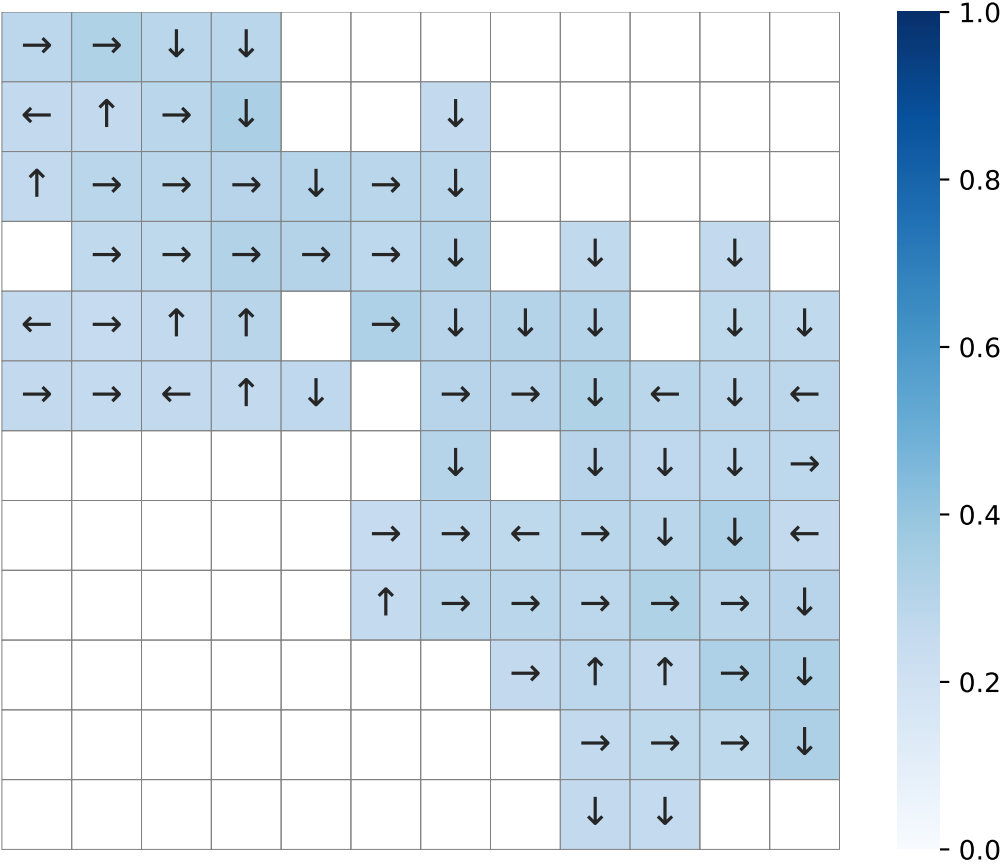 → → ↓ ↓ 1.0
← ↑ → ↓ ↓
↑ → → → ↓ → ↓ 0.8
→ → → → → ↓ ↓ ↓
← → ↑ ↑ → ↓ ↓ ↓ ↓ ↓ 0.6
→ → ← ↑ ↓ → → ↓ ← ↓ ←
↓ ↓ ↓ ↓ →
→ → ← → ↓ ↓ ← 0.4
↑ → → → → → ↓
→ ↑ ↑ → ↓ 0.2
→ → → ↓
↓ ↓ 0.0